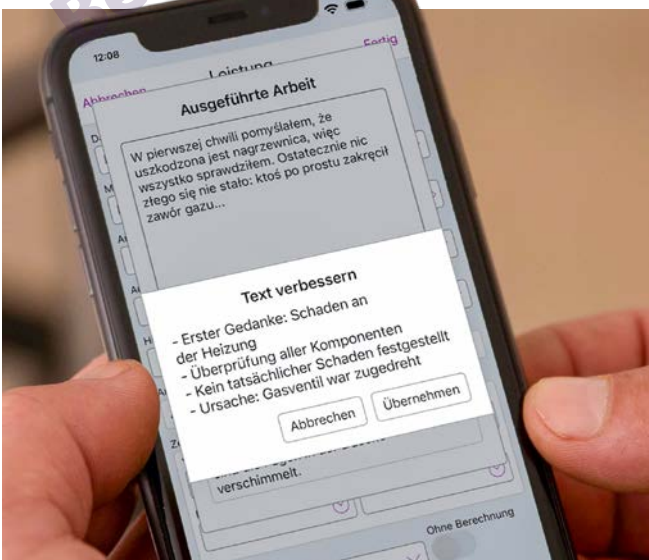 12:08
Abbrechen
Leistung
Fertig
Ausgeführte Arbeit
W pierwszej chwili pomyślałem, że
uszkodzona jest nagrzewnica, więc
wszystko sprawdziłem. Ostatecznie nic
złego się nie stało: ktoś po prostu zakręcił
zawór gazu...
Text verbessern
- Erster Gedanke: Schaden an
der Heizung
- Überprüfung aller Komponenten
- Kein tatsächlicher Schaden festgestellt
- Ursache: Gasventil war zugedreht
Abbrechen
Übernehmen
verschimmelt.
Ohne Berechnung